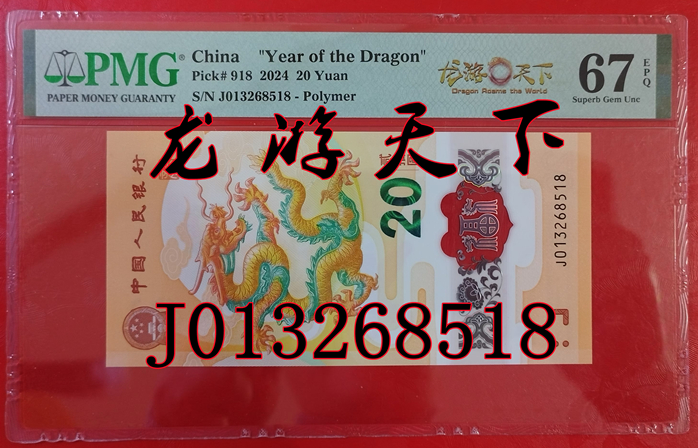 PMG®
PAPER MONEY GUARANTY
China "Year of the Dragon"
Pick# 918 2024 20 Yuan
S/N J013268518 - Polymer
龙游天下
Dragon Adems the World
67 EPQ
Superb Gem Unc
龙游天下
中国人民银行
20
福
J013268518
J013268518